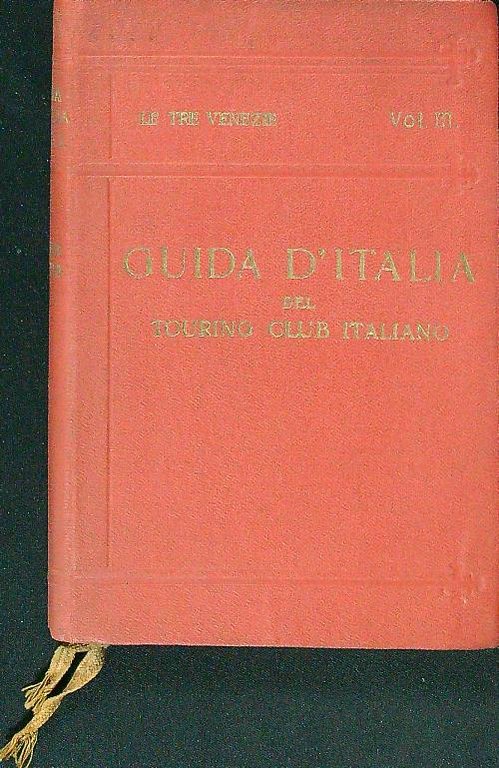 LE TRE VENEZIE Vol. III.
GUIDA D'ITALIA
DEL
TOURING CLUB ITALIANO